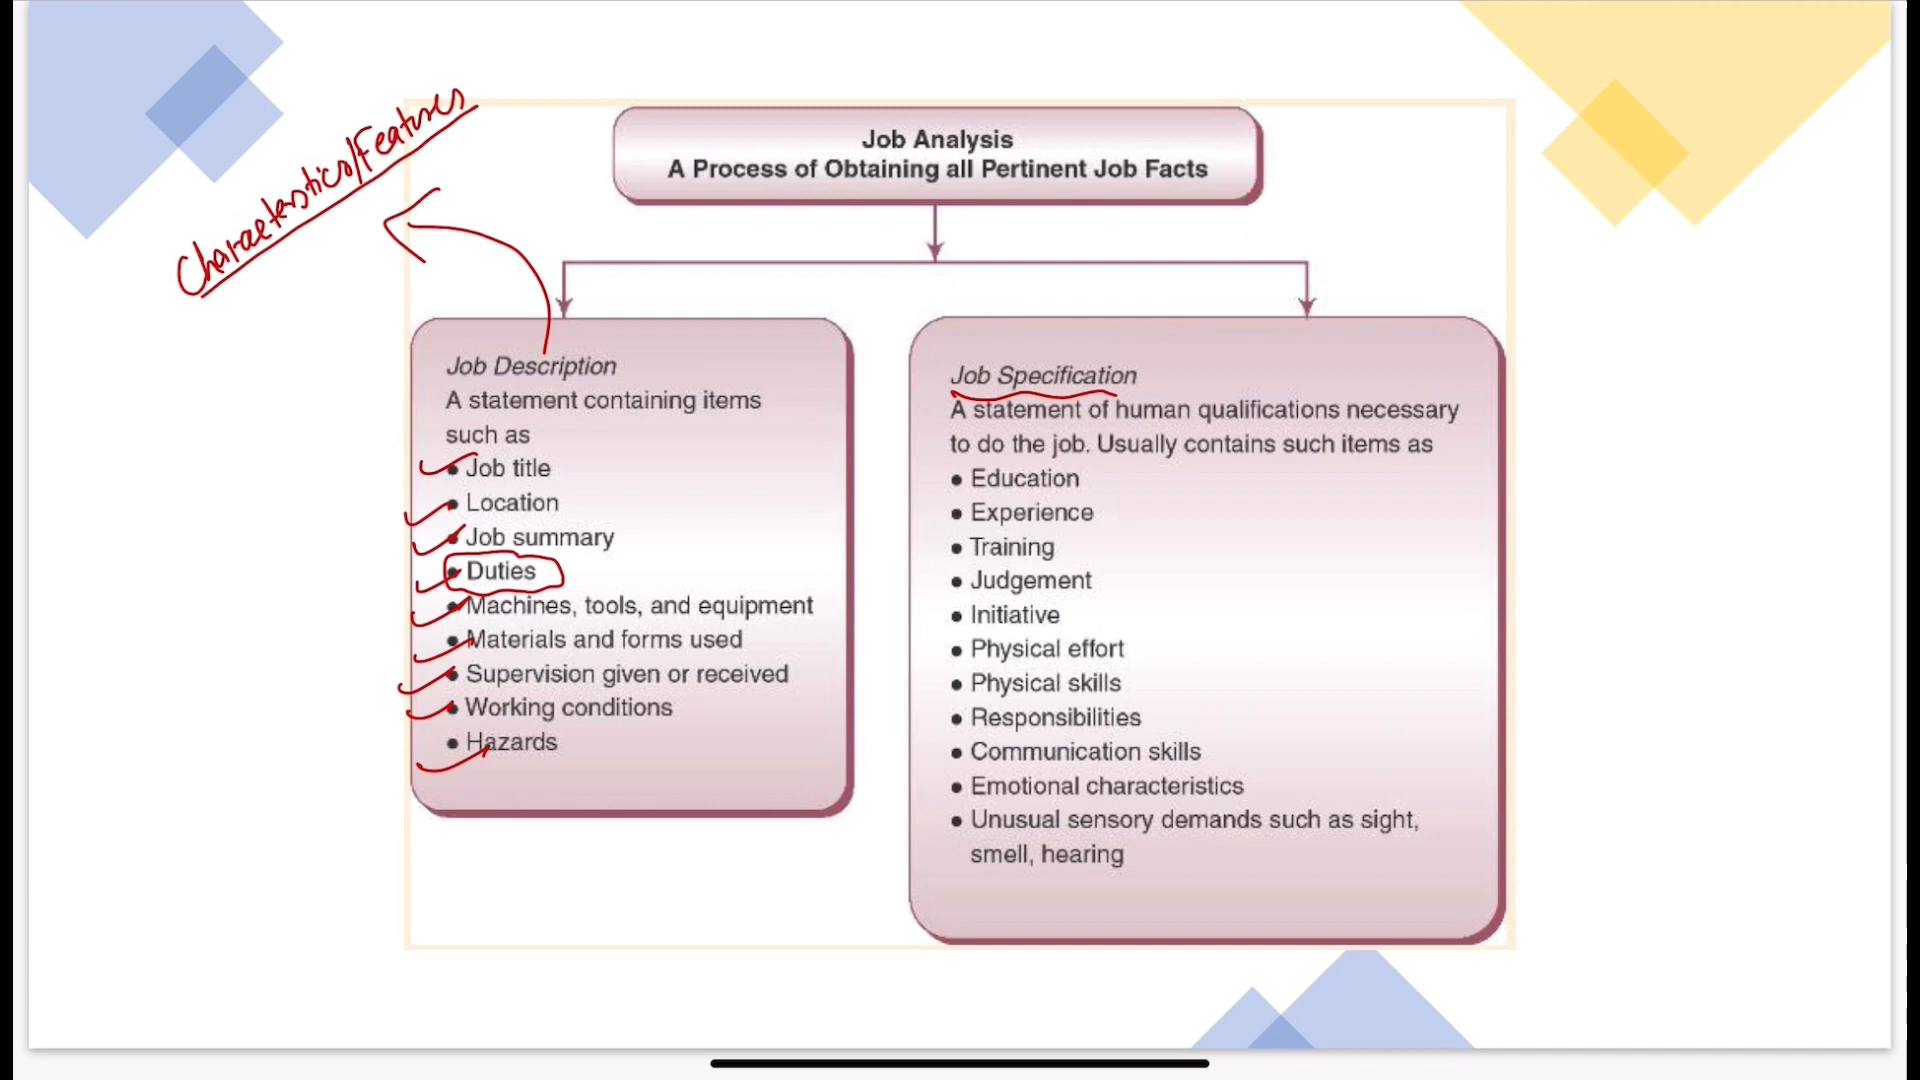 Characterstics/Features
Job Analysis
A Process of Obtaining all Pertinent Job Facts
Job Description
A statement containing items
such as
• Job title
• Location
• Job summary
• Duties
• Machines, tools, and equipment
• Materials and forms used
• Supervision given or received
• Working conditions
• Hazards
Job Specification
A statement of human qualifications necessary
to do the job. Usually contains such items as
• Education
• Experience
• Training
• Judgement
• Initiative
• Physical effort
• Physical skills
• Responsibilities
• Communication skills
• Emotional characteristics
• Unusual sensory demands such as sight,
smell, hearing